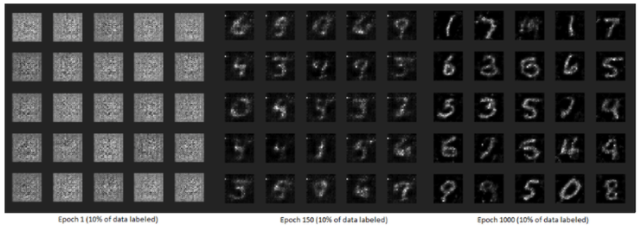 Epoch 1 (10% of data labeled)
Epoch 150 (10% of data labeled)
Epoch 1000 (10% of data labeled)